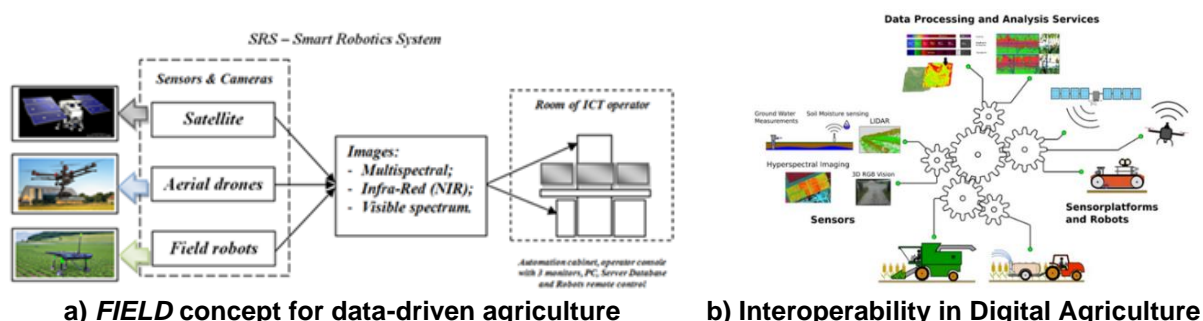 SRS – Smart Robotics System
Sensors & Cameras
Satellite
Aerial drones
Field robots
Images:
- Multispectral;
- Infra-Red (NIR);
- Visible spectrum.
Room of ICT operator
Automation cabinet, operator console
with 3 monitors, PC, Server Database
and Robots remote control
a) FIELD concept for data-driven agriculture
Data Processing and Analysis Services
Ground Water
Measurements
Soil Moisture sensing
LIDAR
Hyperspectral Imaging
3D RGB Vision
Sensors
Sensorplatforms
and Robots
b) Interoperability in Digital Agriculture